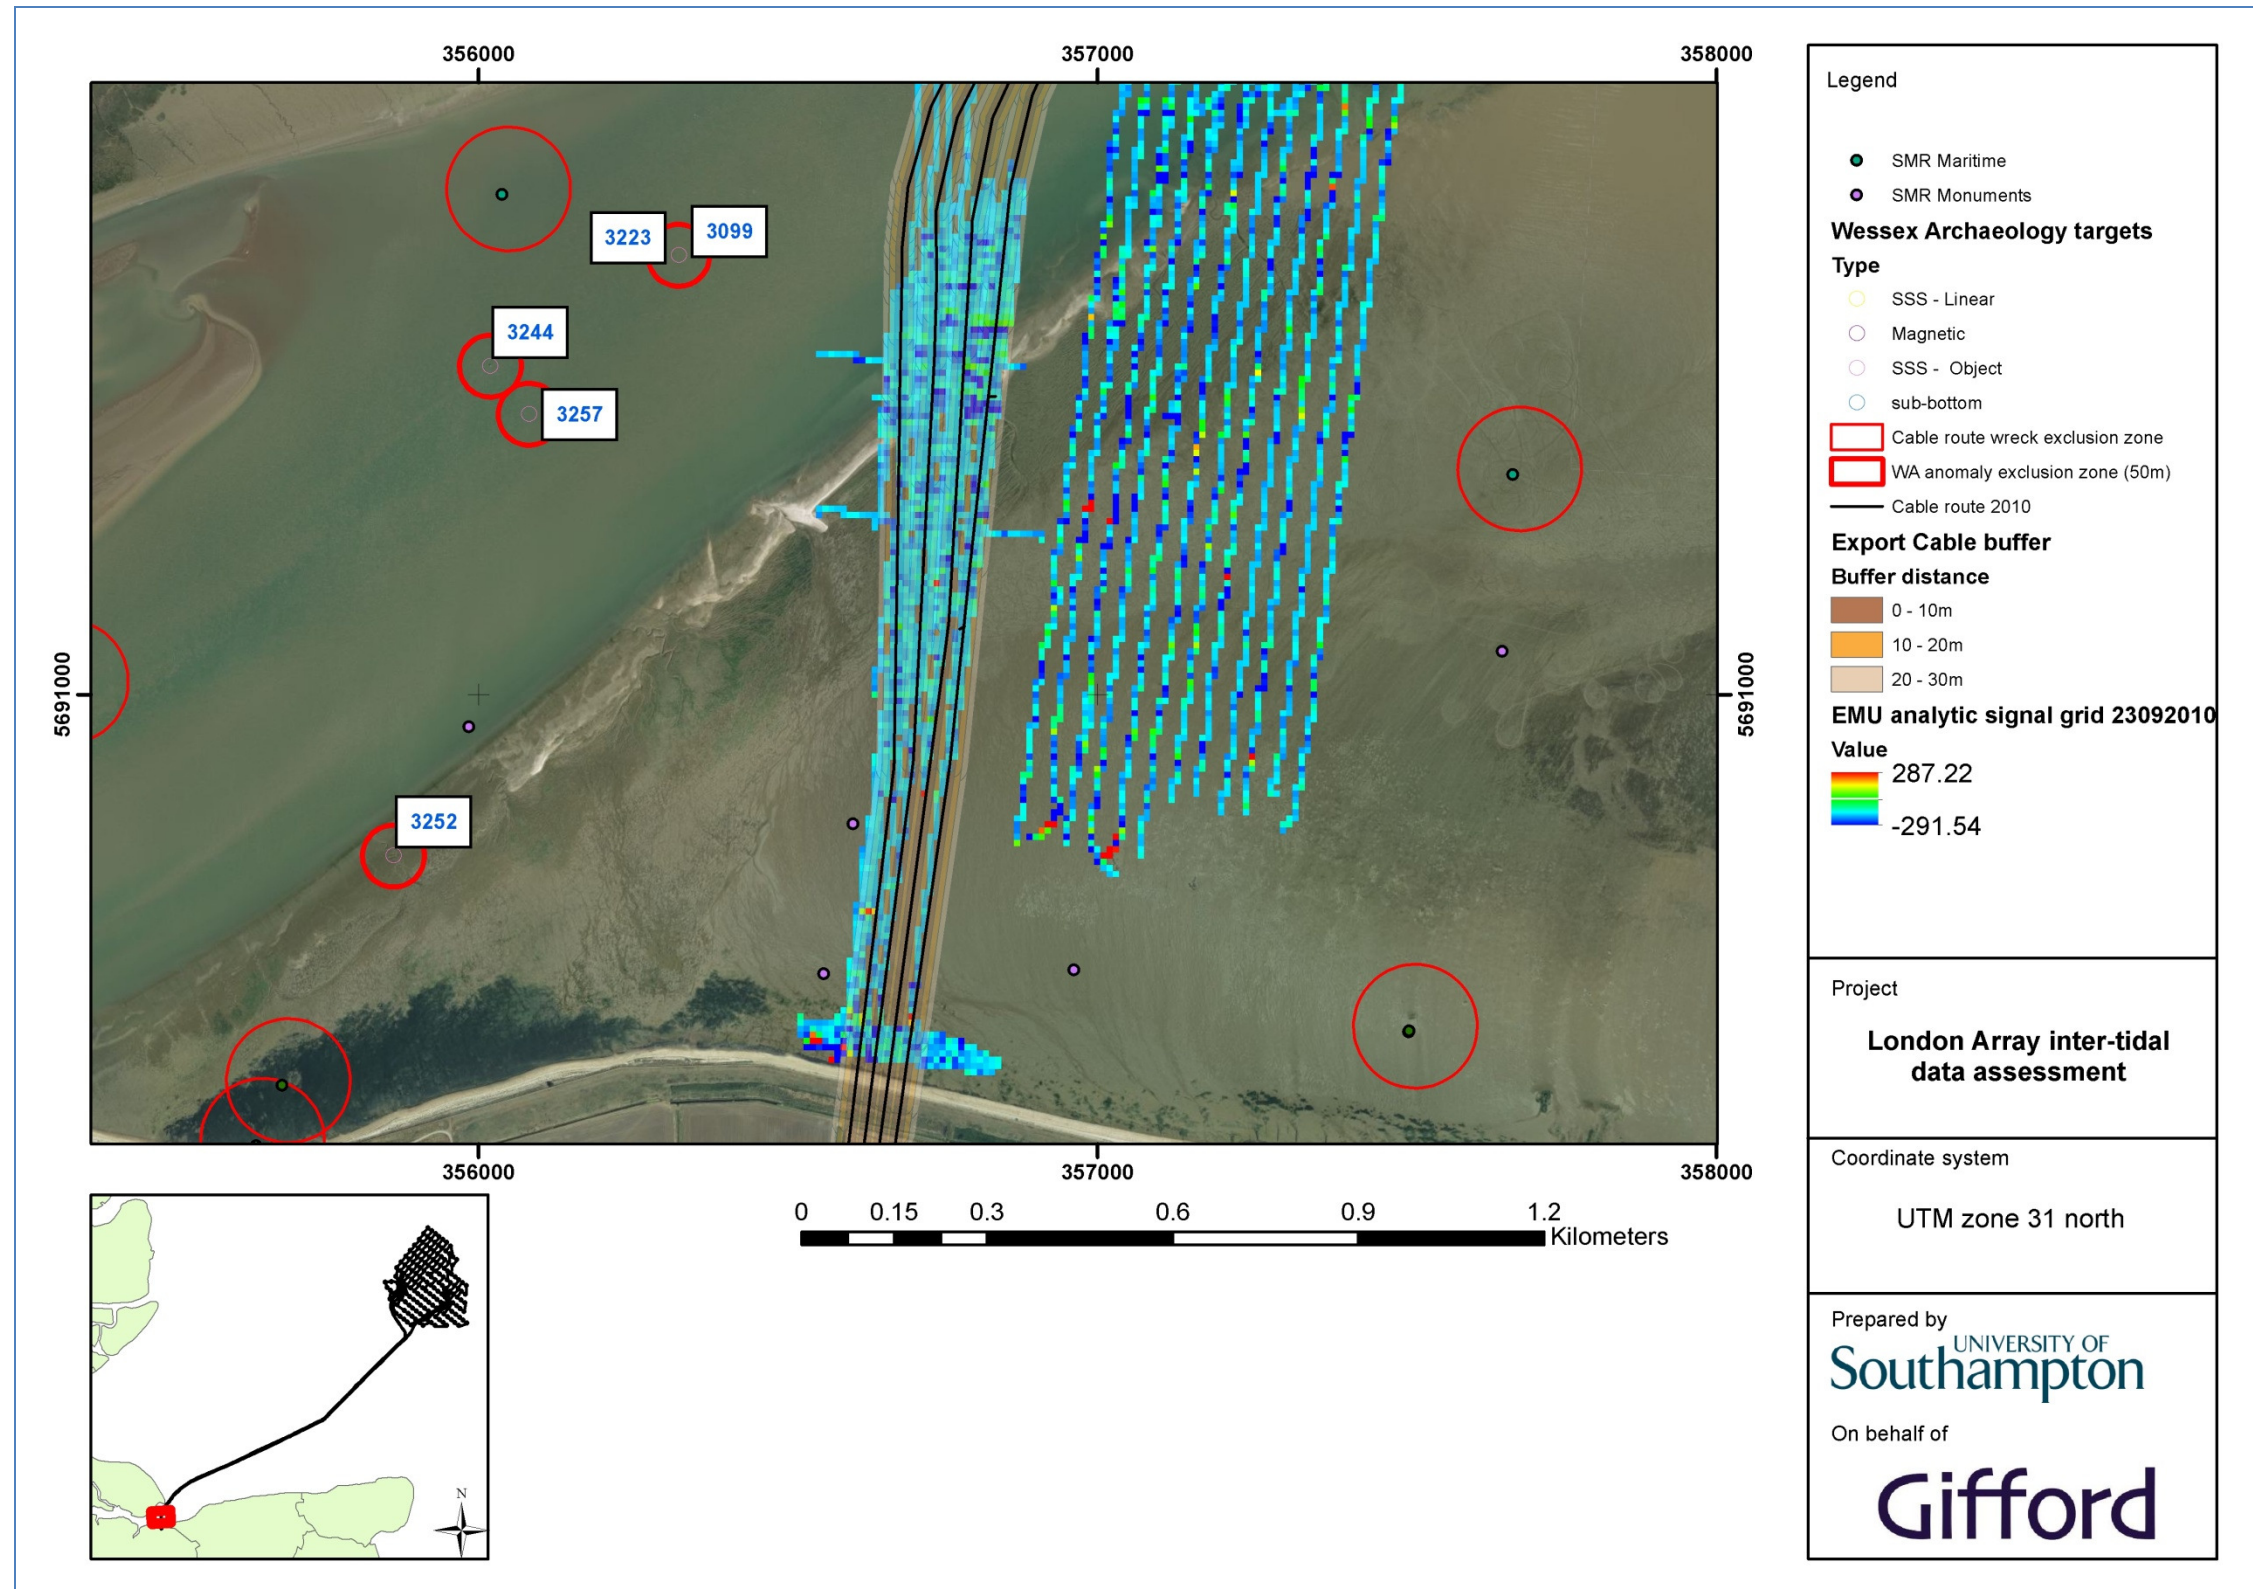 356000
357000
358000
5691000
5691000
3223
3099
3244
3257
3252
356000
357000
358000
0 0.15 0.3 0.6 0.9 1.2
Kilometers
N
Legend
SMR Maritime
SMR Monuments
Wessex Archaeology targets
Type
SSS - Linear
Magnetic
SSS - Object
sub-bottom
Cable route wreck exclusion zone
WA anomaly exclusion zone (50m)
Cable route 2010
Export Cable buffer
Buffer distance
0 - 10m
10 - 20m
20 - 30m
EMU analytic signal grid 23092010
Value
287.22
-291.54
Project
London Array inter-tidal
data assessment
Coordinate system
UTM zone 31 north
Prepared by
UNIVERSITY OF
Southampton
On behalf of
Gifford